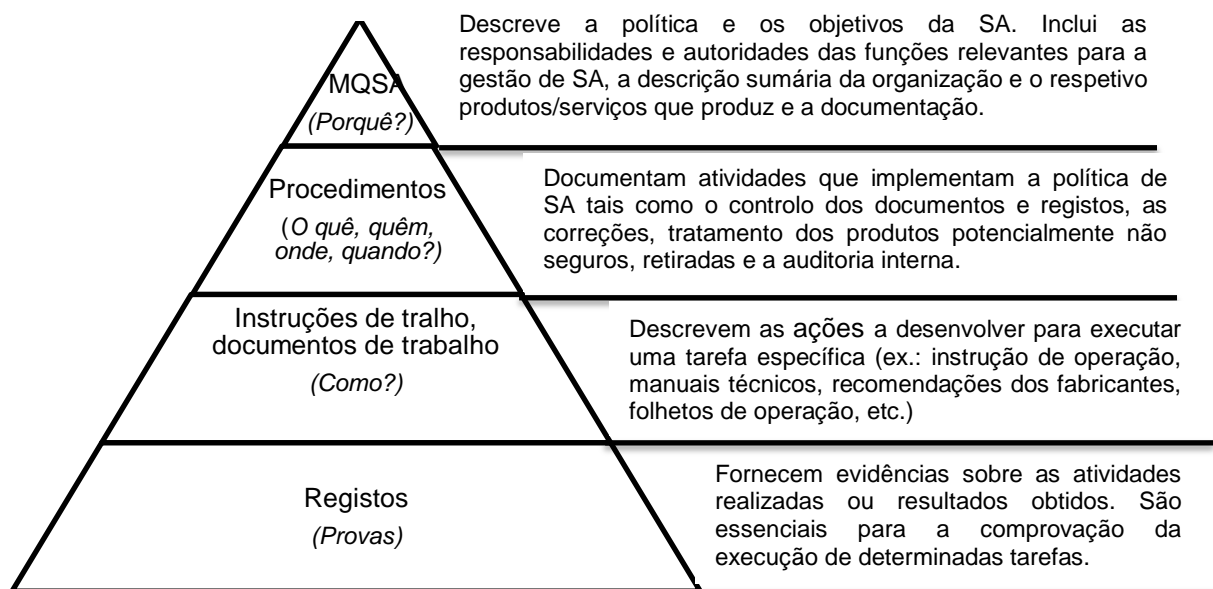 MQSA
(Porquê?)
Descreve a política e os objetivos da SA. Inclui as
responsabilidades e autoridades das funções relevantes para a
gestão de SA, a descrição sumária da organização e o respetivo
produtos/serviços que produz e a documentação.
Procedimentos
(O quê, quêm,
onde, quando?)
Documentam atividades que implementam a política de
SA tais como o controlo dos documentos e registos, as
correções, tratamento dos produtos potencialmente não
seguros, retiradas e a auditoria interna.
Instruções de tralho,
documentos de trabalho
(Como?)
Descrevem as ações a desenvolver para executar
uma tarefa específica (ex.: instrução de operação,
manuais técnicos, recomendações dos fabricantes,
folhetos de operação, etc.)
Registos
(Provas)
Fornecem evidências sobre as atividades
realizadas ou resultados obtidos. São
essenciais para a comprovação da
execução de determinadas tarefas.